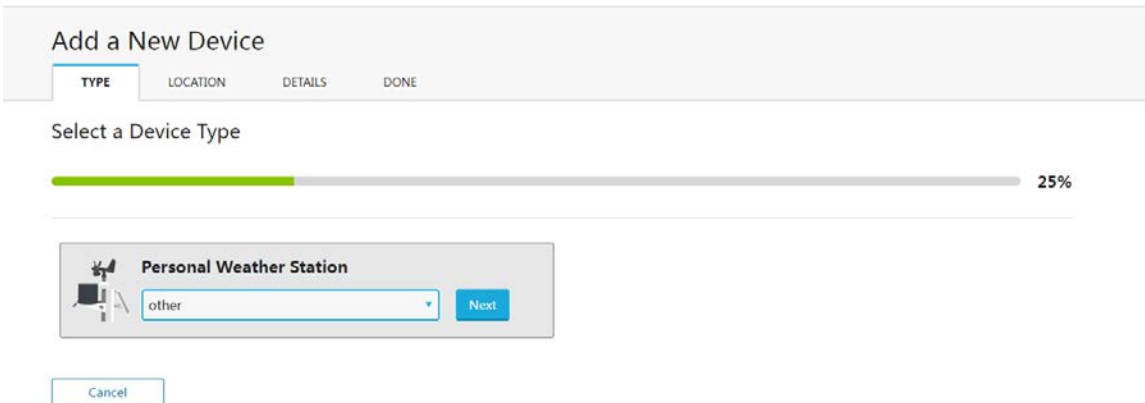 Add a New Device
TYPE LOCATION DETAILS DONE
Select a Device Type
25%
Personal Weather Station
other Next
Cancel